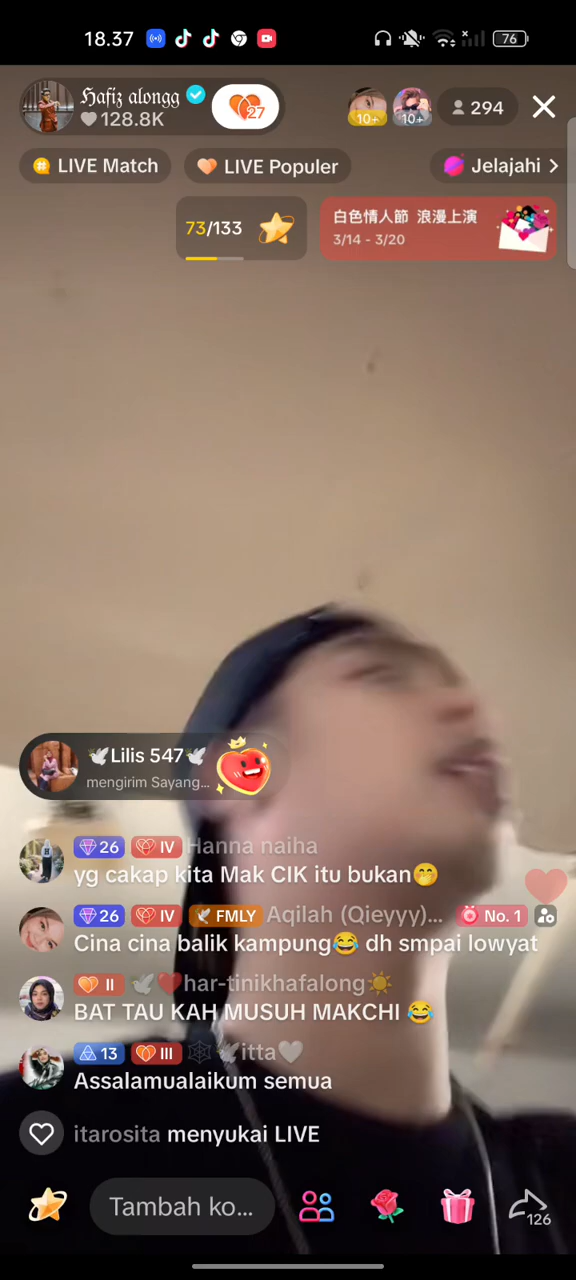 18.37
76
ℌafiz alongg
128.8K
27
10+
10+
294
LIVE Match
LIVE Populer
Jelajahi
73/133
白色情人節 浪漫上演
3/14 - 3/20
🕊Lilis 547🕊
mengirim Sayang...
26 IV Hanna naiha
yg cakap kita Mak CIK itu bukan🤭
26 IV FMLY Aqilah (Qieyyy)... No. 1
Cina cina balik kampung😂 dh smpai lowyat
II 🕊❤️har-tinikhafalong☀️
BAT TAU KAH MUSUH MAKCHI 😂
13 III 🕸🕊itta🤍
Assalamualaikum semua
itarosita menyukai LIVE
Tambah ko...
126